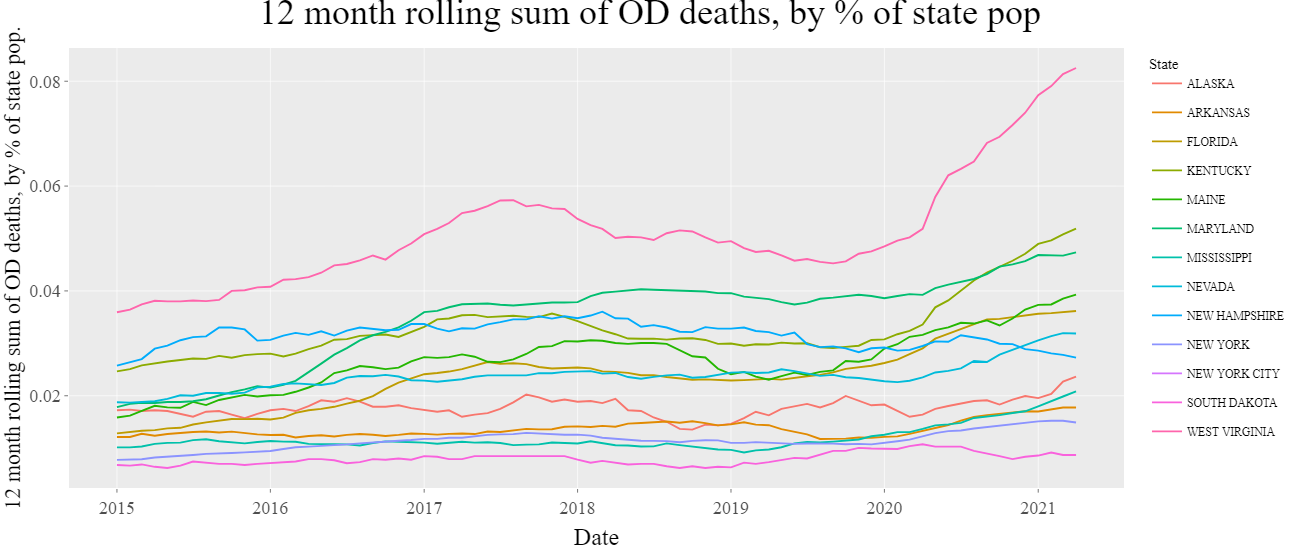 12 month rolling sum of OD deaths, by % of state pop
12 month rolling sum of OD deaths, by % of state pop.
0.08
0.06
0.04
0.02
2015
2016
2017
2018
2019
2020
2021
Date
State
ALASKA
ARKANSAS
FLORIDA
KENTUCKY
MAINE
MARYLAND
MISSISSIPPI
NEVADA
NEW HAMPSHIRE
NEW YORK
NEW YORK CITY
SOUTH DAKOTA
WEST VIRGINIA